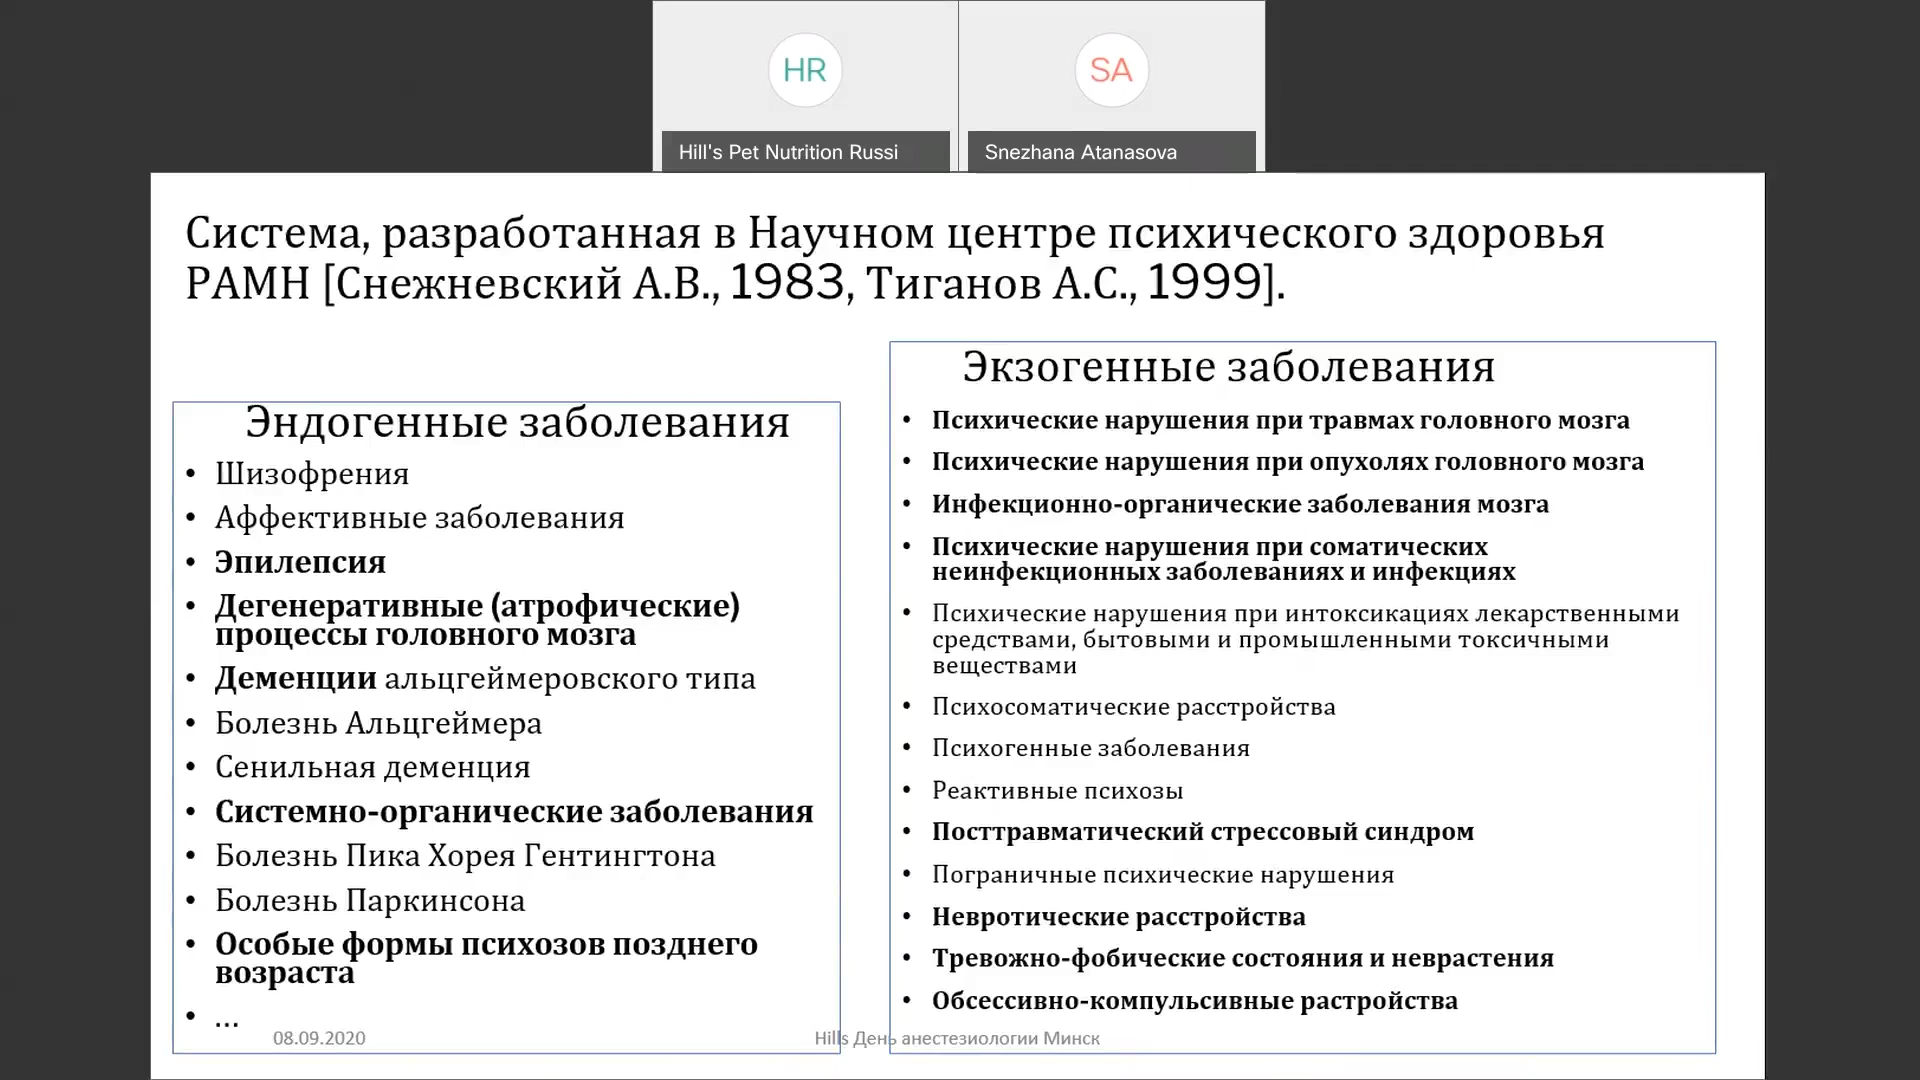 HR
SA
Hill's Pet Nutrition Russi
Snezhana Atanasova
Система, разработанная в Научном центре психического здоровья
РАМН [Снежневский А.В., 1983, Тиганов А.С., 1999].
Эндогенные заболевания
• Шизофрения
• Аффективные заболевания
• Эпилепсия
• Дегенеративные (атрофические)
процессы головного мозга
• Деменции альцгеймеровского типа
• Болезнь Альцгеймера
• Сенильная деменция
• Системно-органические заболевания
• Болезнь Пика Хорея Гентингтона
• Болезнь Паркинсона
• Особые формы психозов позднего
возраста
• ...
Экзогенные заболевания
• Психические нарушения при травмах головного мозга
• Психические нарушения при опухолях головного мозга
• Инфекционно-органические заболевания мозга
• Психические нарушения при соматических
неинфекционных заболеваниях и инфекциях
• Психические нарушения при интоксикациях лекарственными
средствами, бытовыми и промышленными токсичными
веществами
• Психосоматические расстройства
• Психогенные заболевания
• Реактивные психозы
• Посттравматический стрессовый синдром
• Пограничные психические нарушения
• Невротические расстройства
• Тревожно-фобические состояния и неврастения
• Обсессивно-компульсивные растройства
08.09.2020
Hills День анестезиологии Минск